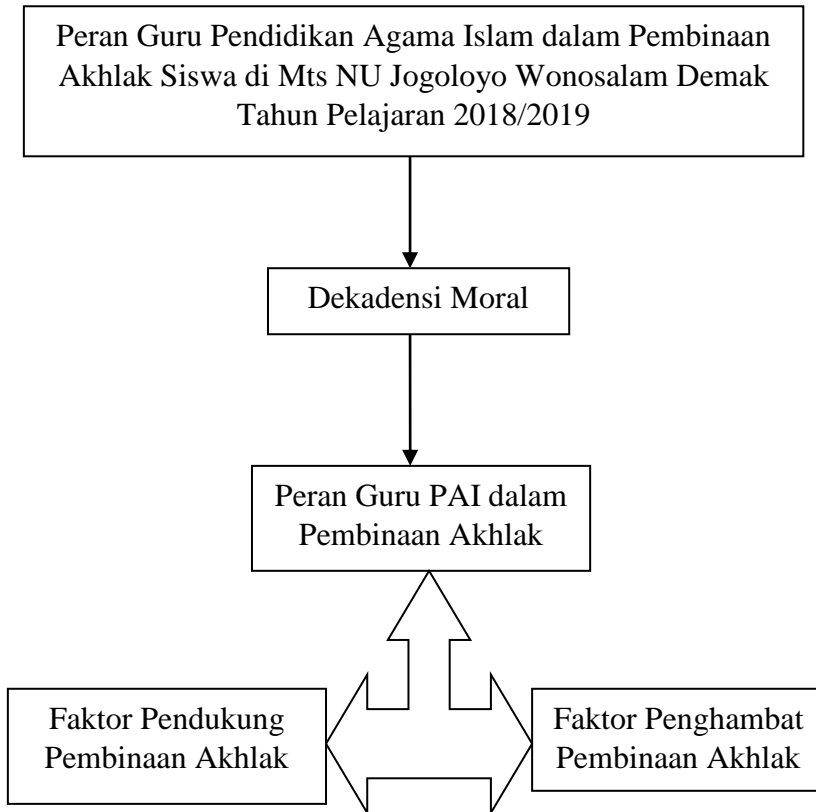 Peran Guru Pendidikan Agama Islam dalam Pembinaan
Akhlak Siswa di Mts NU Jogoloyo Wonosalam Demak
Tahun Pelajaran 2018/2019
Dekadensi Moral
Peran Guru PAI dalam
Pembinaan Akhlak
Faktor Pendukung
Pembinaan Akhlak
Faktor Penghambat
Pembinaan Akhlak